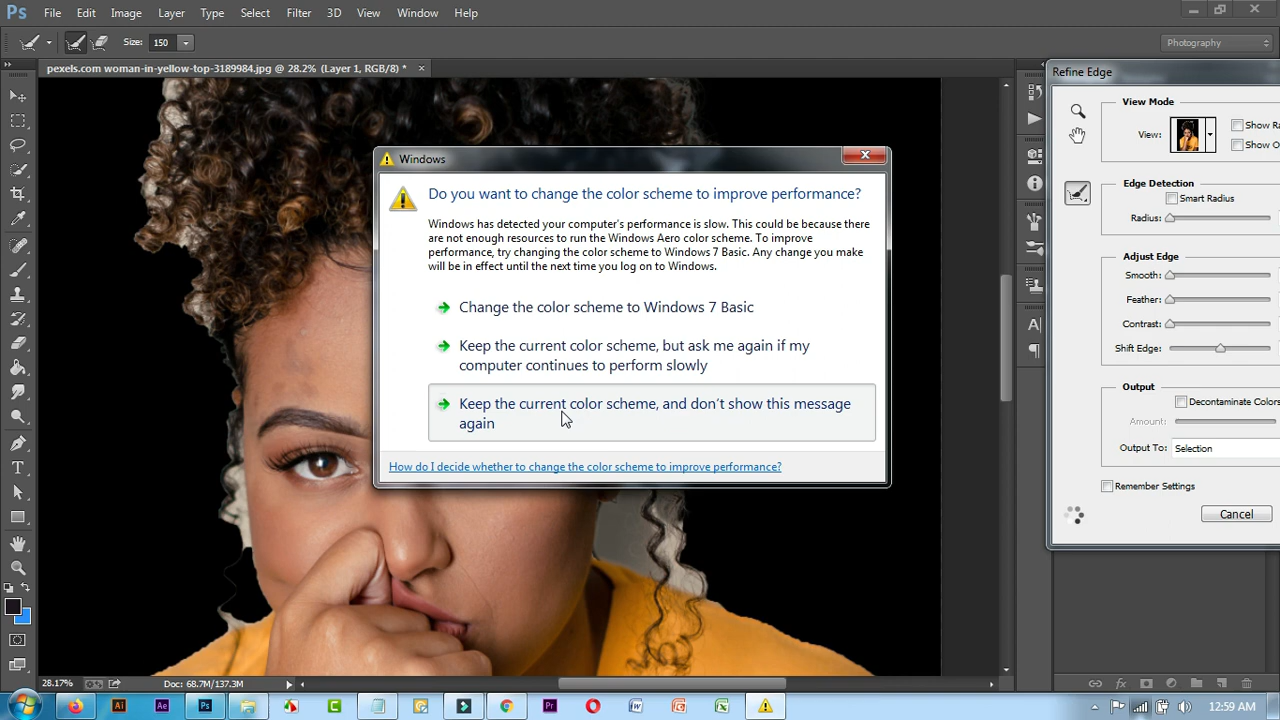 Ps File Edit Image Layer Type Select Filter 3D View Window Help
Size: 150
Photography
pexels.com woman-in-yellow-top-3189984.jpg @ 28.2% (Layer 1, RGB/8) *
Refine Edge
View Mode
View:
Show
Show
Edge Detection
Smart Radius
Radius:
Adjust Edge
Smooth:
Feather:
Contrast:
Shift Edge:
Output
Decontaminate Colors
Amount:
Output To: Selection
Remember Settings
Cancel
Windows
Do you want to change the color scheme to improve performance?
Windows has detected your computer's performance is slow. This could be because there
are not enough resources to run the Windows Aero color scheme. To improve
performance, try changing the color scheme to Windows 7 Basic. Any change you make
will be in effect until the next time you log on to Windows.
Change the color scheme to Windows 7 Basic
Keep the current color scheme, but ask me again if my
computer continues to perform slowly
Keep the current color scheme, and don't show this message
again
How do I decide whether to change the color scheme to improve performance?
28.17%
Doc: 68.7M/137.3M
Ai Ae Ps C Pr W
12:59 AM